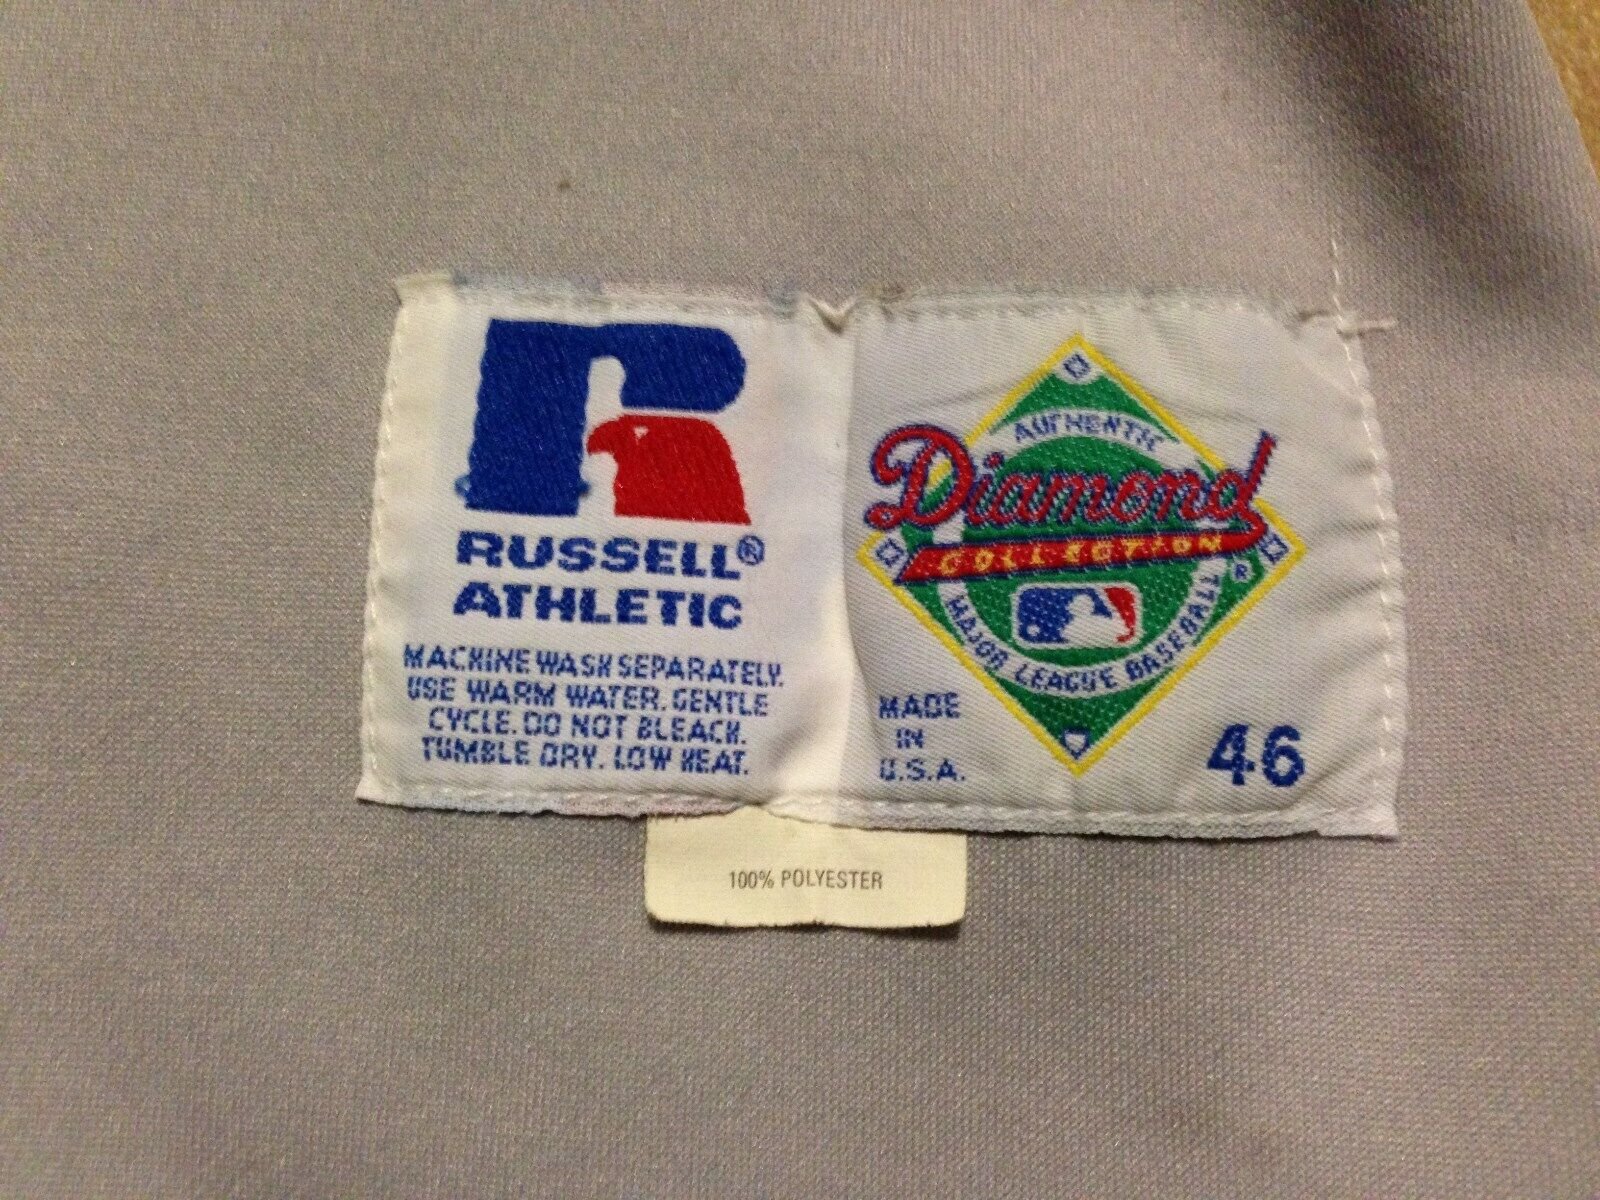 RUSSELL®
ATHLETIC
MACHINE WASH SEPARATELY.
USE WARM WATER. GENTLE
CYCLE. DO NOT BLEACH.
TUMBLE DRY. LOW HEAT.
AUTHENTIC
Diamond
COLLECTION
®
MAJOR LEAGUE BASEBALL
MADE
IN
U.S.A.
46
100% POLYESTER